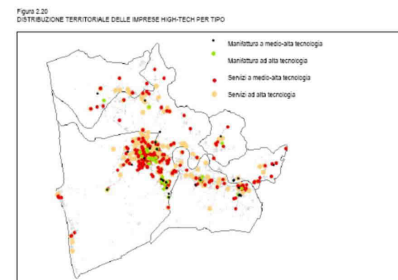 Figura 2.20
DISTRIBUZIONE TERRITORIALE DELLE IMPRESE HIGH-TECH PER TIPO
Manifattura a medio-alta tecnologia
Manifattura ad alta tecnologia
Servizi a medio-alta tecnologia
Servizi ad alta tecnologia